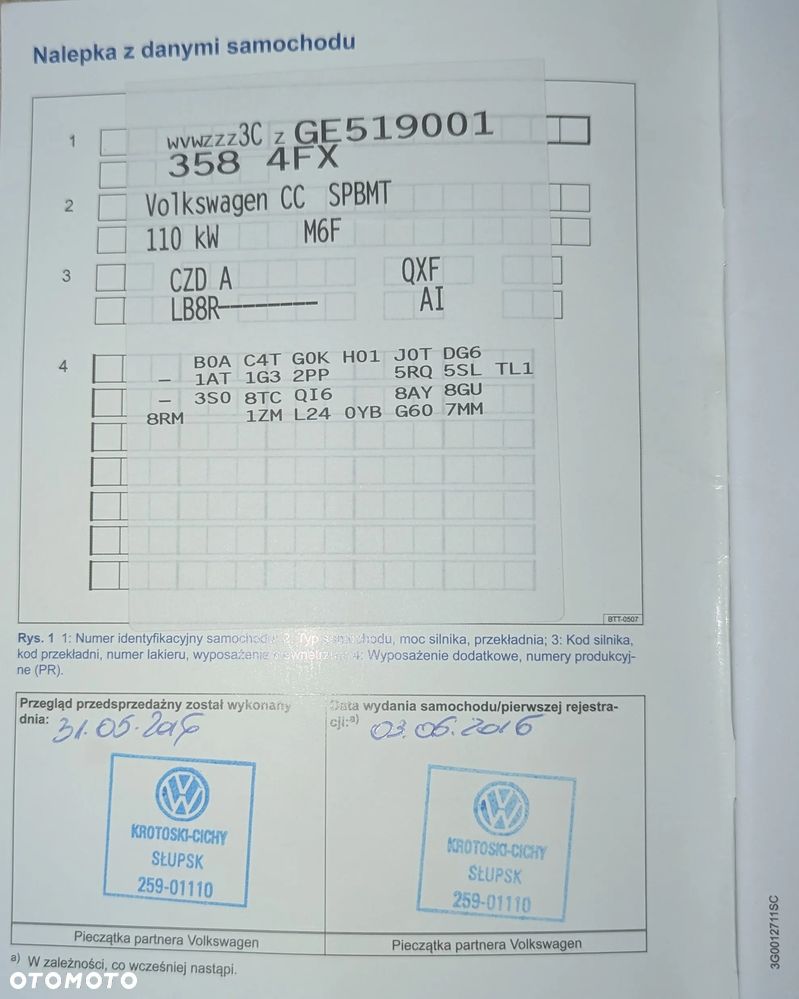 Nalepka z danymi samochodu
1 wvwzzz3C z GE519001
358 4FX
2 Volkswagen CC SPBMT
110 kW M6F
3 CZD A QXF
LB8R-------- AI
4 B0A C4T G0K H01 J0T DG6
– 1AT 1G3 2PP 5RQ 5SL TL1
– 3S0 8TC QI6 8AY 8GU
8RM 1ZM L24 0YB G60 7MM
BTT-0507
Rys. 1 1: Numer identyfikacyjny samochodu; 2: Typ samochodu, moc silnika, przekładnia; 3: Kod silnika,
kod przekładni, numer lakieru, wyposażenie wewnętrzne; 4: Wyposażenie dodatkowe, numery produkcyj-
ne (PR).
Przegląd przedsprzedażny został wykonany
dnia: 31.05.2016
Data wydania samochodu/pierwszej rejestra-
cji:a) 03.06.2016
KROTOSKI-CICHY
SŁUPSK
259-01110
KROTOSKI-CICHY
SŁUPSK
259-01110
Pieczątka partnera Volkswagen
Pieczątka partnera Volkswagen
a) W zależności, co wcześniej nastąpi.
3G0012711SC
OTOMOTO